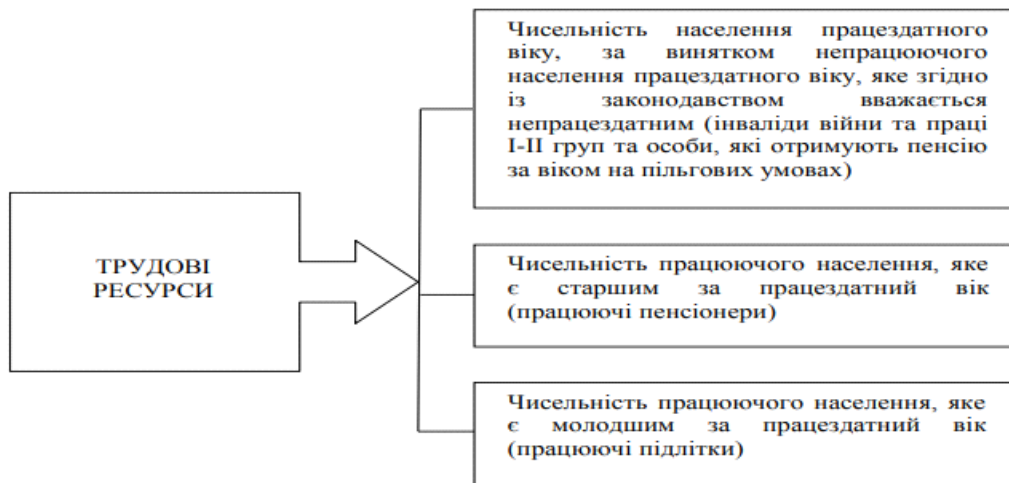 Чисельність населення працездатного
віку, за винятком непрацюючого
населення працездатного віку, яке згідно
із законодавством вважається
непрацездатним (інваліди війни та праці
І-ІІ груп та особи, які отримують пенсію
за віком на пільгових умовах)
ТРУДОВІ
РЕСУРСИ
Чисельність працюючого населення, яке
є старшим за працездатний вік
(працюючі пенсіонери)
Чисельність працюючого населення, яке
є молодшим за працездатний вік
(працюючі підлітки)